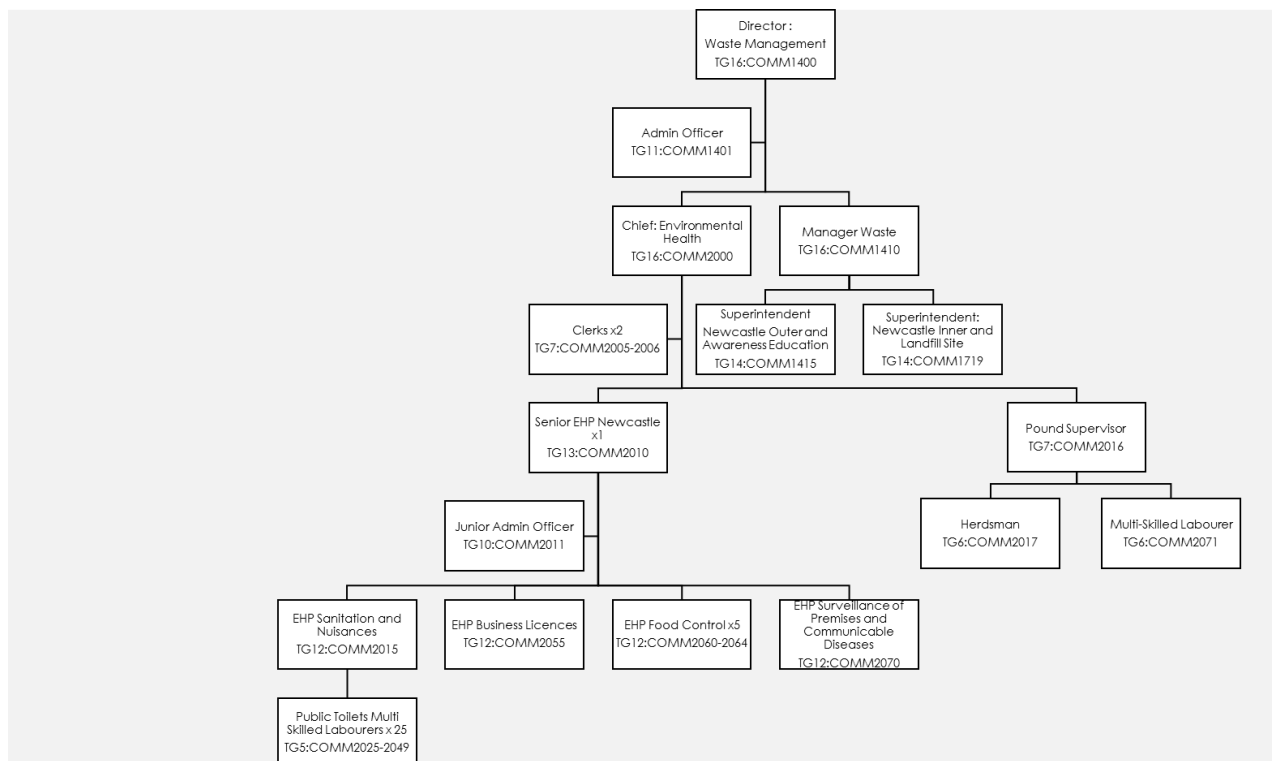 Director :
Waste Management
TG16:COMM1400
Admin Officer
TG11:COMM1401
Chief: Environmental
Health
TG16:COMM2000
Manager Waste
TG16:COMM1410
Clerks x2
TG7:COMM2005-2006
Superintendent
Newcastle Outer and
Awareness Education
TG14:COMM1415
Superintendent:
Newcastle Inner and
Landfill Site
TG14:COMM1719
Senior EHP Newcastle
x1
TG13:COMM2010
Pound Supervisor
TG7:COMM2016
Junior Admin Officer
TG10:COMM2011
Herdsman
TG6:COMM2017
Multi-Skilled Labourer
TG6:COMM2071
EHP Sanitation and
Nuisances
TG12:COMM2015
EHP Business Licences
TG12:COMM2055
EHP Food Control x5
TG12:COMM2060-2064
EHP Surveillance of
Premises and
Communicable
Diseases
TG12:COMM2070
Public Toilets Multi
Skilled Labourers x 25
TG5:COMM2025-2049